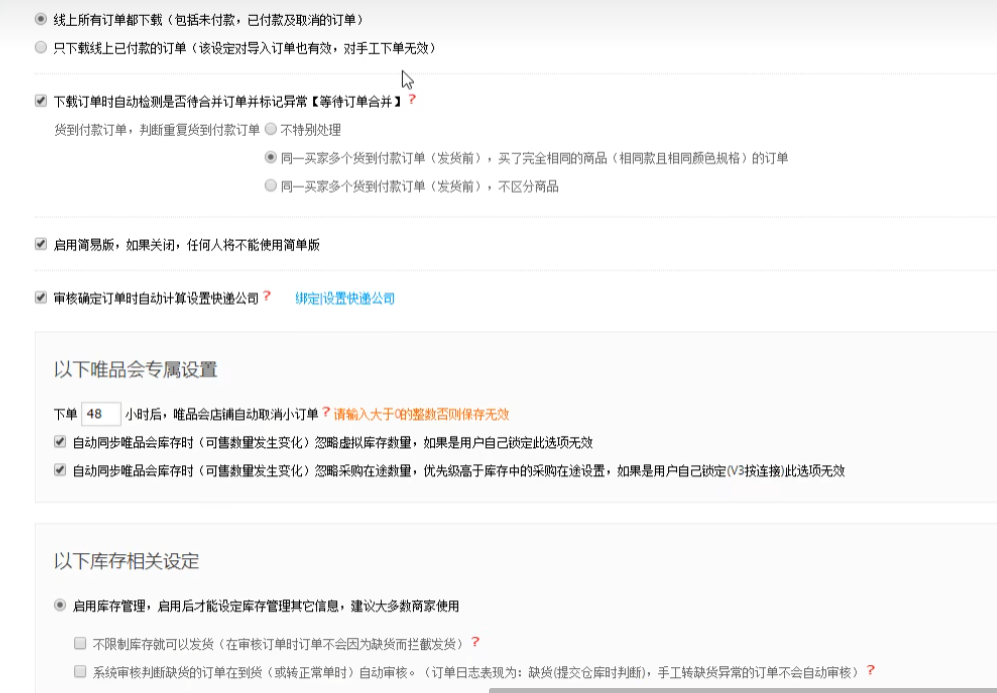 线上所有订单都下载（包括未付款，已付款及取消的订单）
只下载线上已付款的订单（该设定对导入订单也有效，对手工下单无效）
下载订单时自动检测是否待合并订单并标记异常【等待订单合并】?
货到付款订单，判断重复货到付款订单 不特别处理
同一买家多个货到付款订单（发货前），买了完全相同的商品（相同款且相同颜色规格）的订单
同一买家多个货到付款订单（发货前），不区分商品
启用简易版，如果关闭，任何人将不能使用简单版
审核确定订单时自动计算设置快递公司? 绑定|设置快递公司
以下唯品会专属设置
下单 48 小时后，唯品会店铺自动取消小订单?请输入大于0的整数否则保存无效
自动同步唯品会库存时（可售数量发生变化）忽略虚拟库存数量，如果是用户自己锁定此选项无效
自动同步唯品会库存时（可售数量发生变化）忽略采购在途数量，优先级高于库存中的采购在途设置，如果是用户自己锁定(V3按连接)此选项无效
以下库存相关设定
启用库存管理，启用后才能设定库存管理其它信息，建议大多数商家使用
不限制库存就可以发货（在审核订单时订单不会因为缺货而拦截发货）?
系统审核判断缺货的订单在到货（或转正常单时）自动审核。（订单日志表现为：缺货(提交仓库时判断)，手工转缺货异常的订单不会自动审核）?